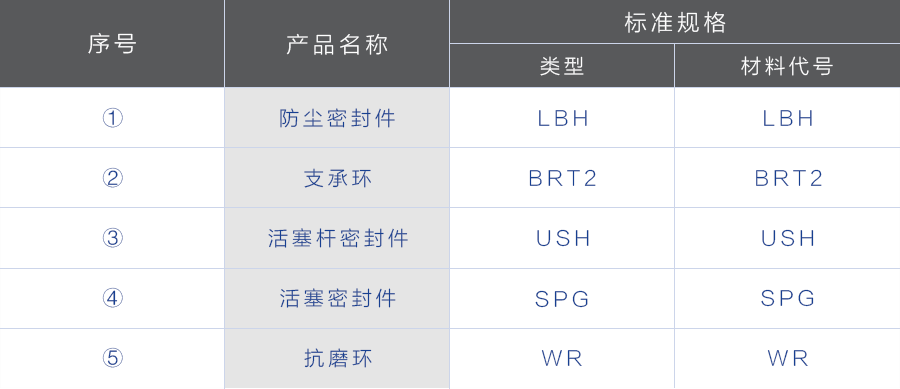 序号 产品名称 标准规格
类型 材料代号
① 防尘密封件 LBH LBH
② 支承环 BRT2 BRT2
③ 活塞杆密封件 USH USH
④ 活塞密封件 SPG SPG
⑤ 抗磨环 WR WR